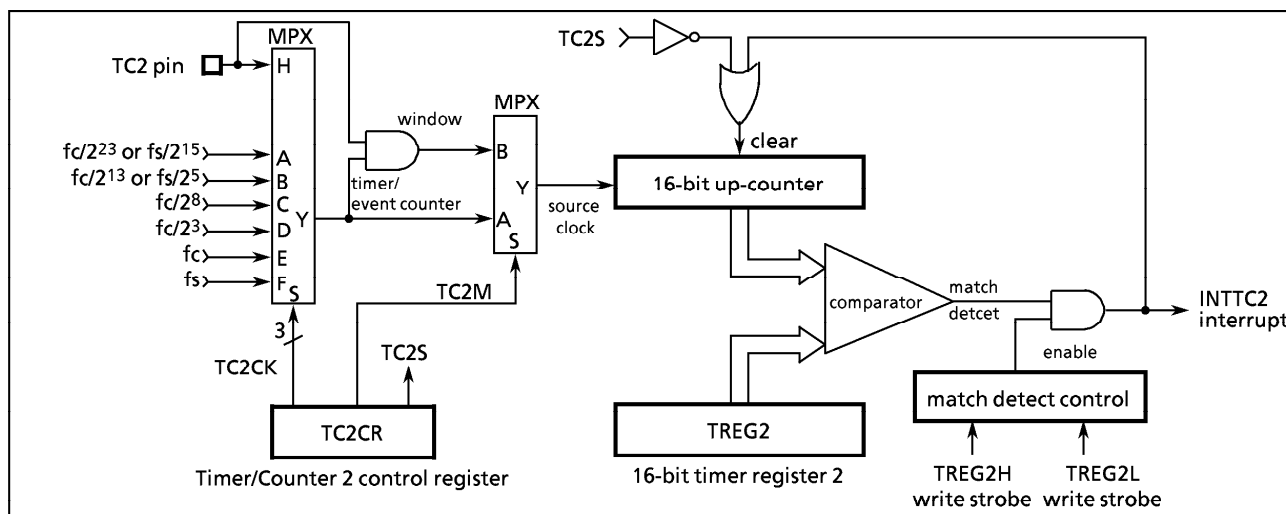 MPX
TC2 pin
H
fc/2²³ or fs/2¹⁵
A
fc/2¹³ or fs/2⁵
B
fc/2⁸
C
fc/2³
D
fc
E
fs
F
Y
S
3
TC2CK
window
timer/
event counter
MPX
B
Y
A
S
TC2M
TC2S
TC2CR
Timer/Counter 2 control register
source
clock
TC2S
clear
16-bit up-counter
comparator
TREG2
16-bit timer register 2
match
detcet
enable
match detect control
TREG2H
write strobe
TREG2L
write strobe
INTTC2
interrupt